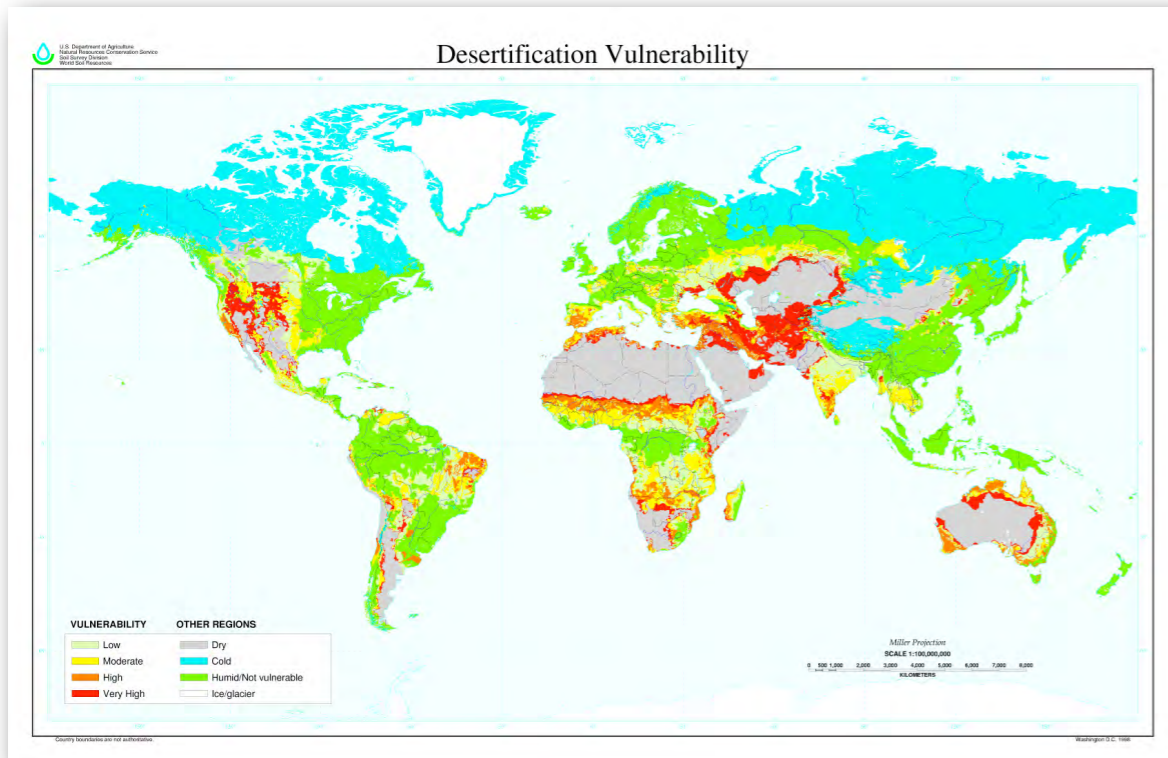 U.S. Department of Agriculture
Natural Resources Conservation Service
Soil Survey Division
World Soil Resources
Desertification Vulnerability
VULNERABILITY OTHER REGIONS
Low Dry
Moderate Cold
High Humid/Not vulnerable
Very High Ice/glacier
Miller Projection
SCALE 1:100,000,000
0 500 1,000 2,000 3,000 4,000 5,000 6,000 7,000 8,000
KILOMETERS
Country boundaries are not authoritative.
Washington D.C. 1998